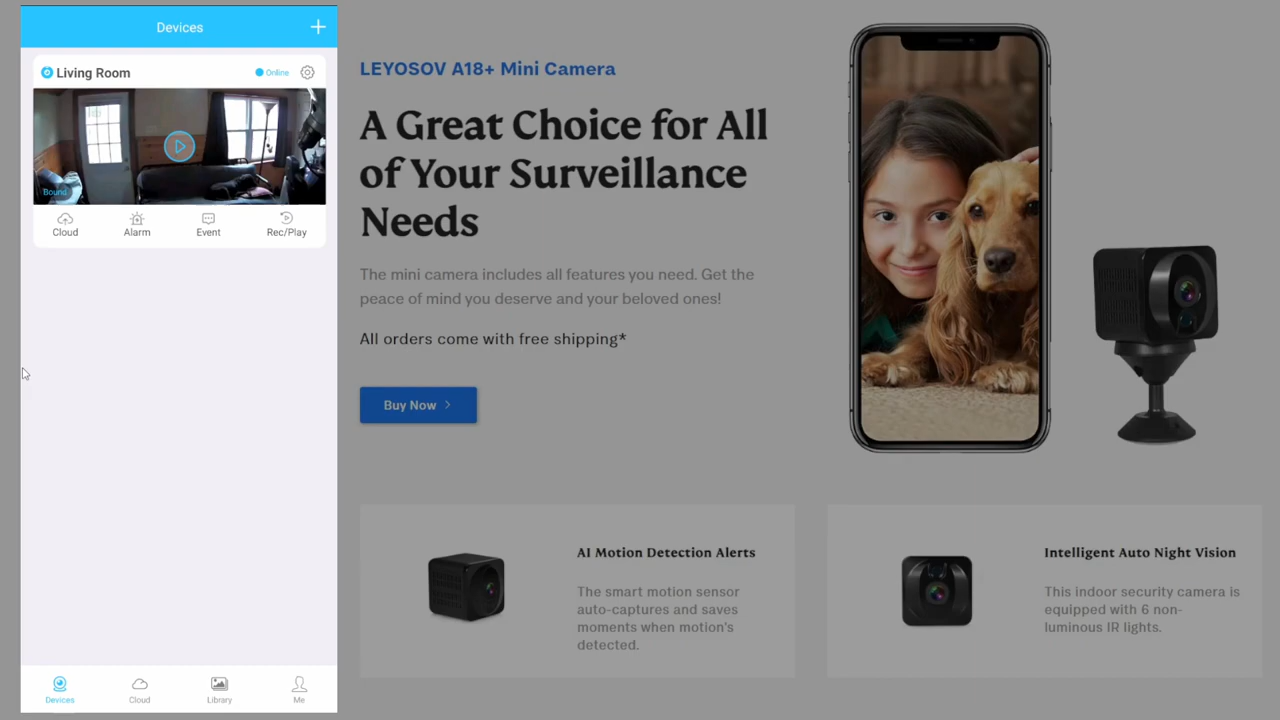 Devices
Living Room
Online
Bound
Cloud
Alarm
Event
Rec/Play
Devices
Cloud
Library
Me
LEYOSOV A18+ Mini Camera
A Great Choice for All
of Your Surveillance
Needs
The mini camera includes all features you need. Get the
peace of mind you deserve and your beloved ones!
All orders come with free shipping*
Buy Now
AI Motion Detection Alerts
The smart motion sensor
auto-captures and saves
moments when motion's
detected.
Intelligent Auto Night Vision
This indoor security camera is
equipped with 6 non-
luminous IR lights.